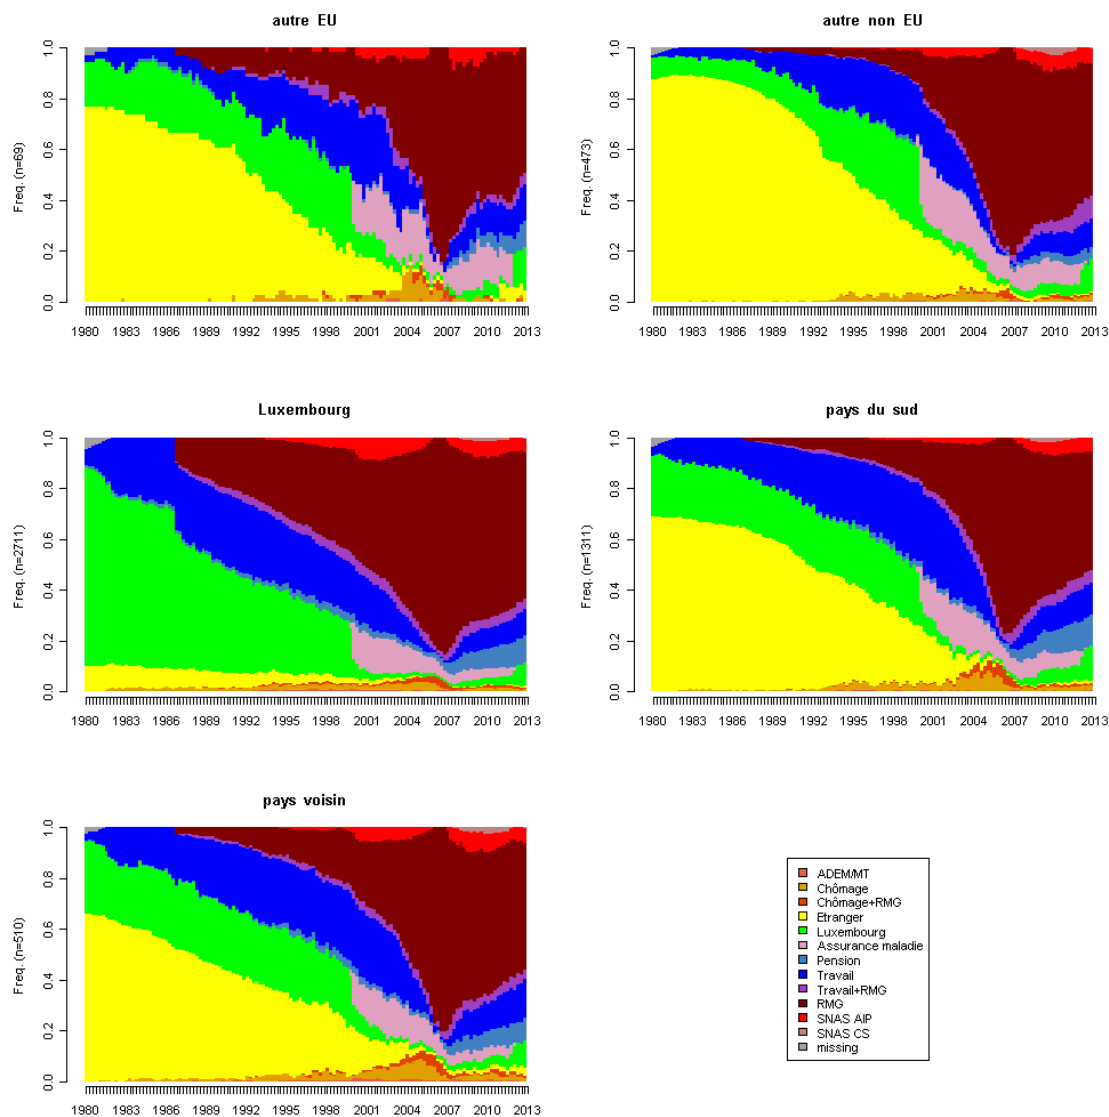 autre EU
1.0
0.8
0.6
0.4
0.2
0.0
Freq. (n=69)
1980 1983 1986 1989 1992 1995 1998 2001 2004 2007 2010 2013
autre non EU
1.0
0.8
0.6
0.4
0.2
0.0
Freq. (n=473)
1980 1983 1986 1989 1992 1995 1998 2001 2004 2007 2010 2013
Luxembourg
1.0
0.8
0.6
0.4
0.2
0.0
Freq. (n=2711)
1980 1983 1986 1989 1992 1995 1998 2001 2004 2007 2010 2013
pays du sud
1.0
0.8
0.6
0.4
0.2
0.0
Freq. (n=1311)
1980 1983 1986 1989 1992 1995 1998 2001 2004 2007 2010 2013
pays voisin
1.0
0.8
0.6
0.4
0.2
0.0
Freq. (n=510)
1980 1983 1986 1989 1992 1995 1998 2001 2004 2007 2010 2013
ADEM/MT
Chômage
Chômage+RMG
Etranger
Luxembourg
Assurance maladie
Pension
Travail
Travail+RMG
RMG
SNAS AIP
SNAS CS
missing